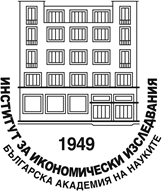 1949
ИНСТИТУТ ЗА ИКОНОМИЧЕСКИ ИЗСЛЕДВАНИЯ
БЪЛГАРСКА АКАДЕМИЯ НА НАУКИТЕ